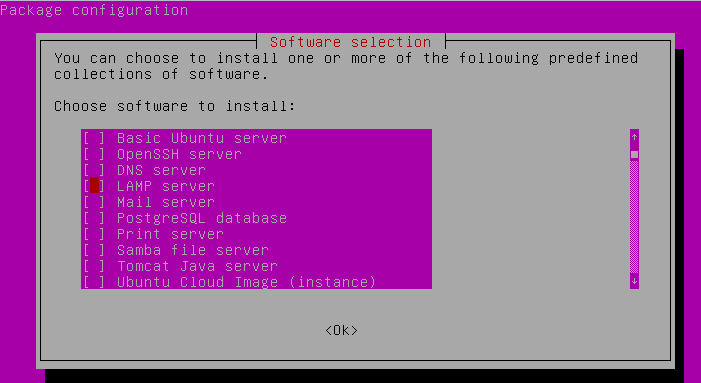 Package configuration
Software selection
You can choose to install one or more of the following predefined
collections of software.
Choose software to install:
[ ] Basic Ubuntu server
[ ] OpenSSH server
[ ] DNS server
[ ] LAMP server
[ ] Mail server
[ ] PostgreSQL database
[ ] Print server
[ ] Samba file server
[ ] Tomcat Java server
[ ] Ubuntu Cloud Image (instance)
<Ok>